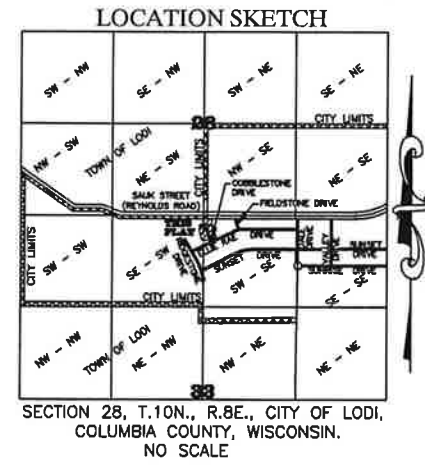 LOCATION SKETCH
SW - NW
SE - NW
SW - NE
SE - NE
CITY LIMITS
NW - SW
TOWN OF LODI
NE - SW
CITY LIMITS
NW - SE
NE - SE
COBBLESTONE
DRIVE
SAUK STREET
(REYNOLDS ROAD)
FIELDSTONE DRIVE
THIS
PLAT
CITY LIMITS
SW - SW
SE - SW
DRIVE
DRIVE
SUNSET
DRIVE
SW - SE
DRIVE
VALLEY
DRIVE
SUNSET
DRIVE
SUNRISE DRIVE
SE - SE
CITY LIMITS
NW - NW
TOWN OF LODI
NE - NW
NW - NE
NE - NE
33
SECTION 28, T.10N., R.8E., CITY OF LODI,
COLUMBIA COUNTY, WISCONSIN.
NO SCALE